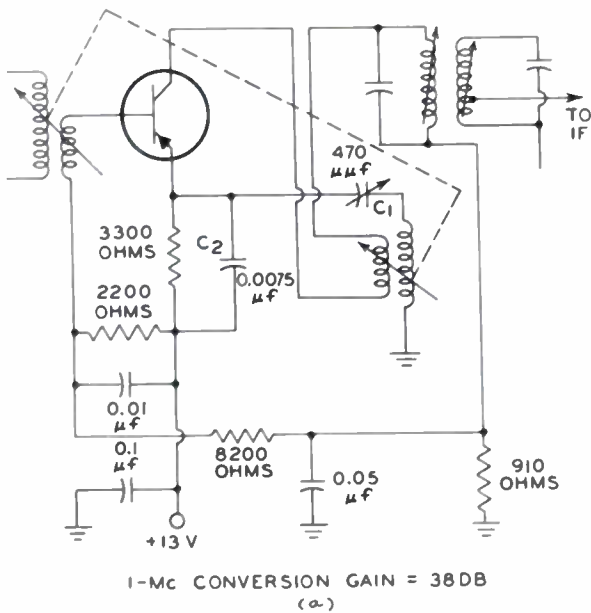 TO
IF
470
μμf
C1
3300
OHMS
C2
0.0075
μf
2200
OHMS
0.01
μf
0.1
μf
8200
OHMS
0.05
μf
910
OHMS
+13 V
1-Mc CONVERSION GAIN = 38DB
(a)